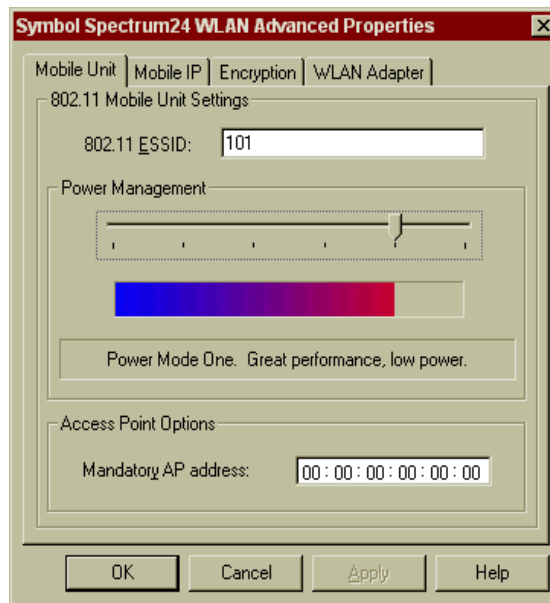 Symbol Spectrum24 WLAN Advanced Properties
Mobile Unit Mobile IP Encryption WLAN Adapter
802.11 Mobile Unit Settings
802.11 ESSID: 101
Power Management
Power Mode One. Great performance, low power.
Access Point Options
Mandatory AP address: 00:00:00:00:00:00
OK Cancel Apply Help